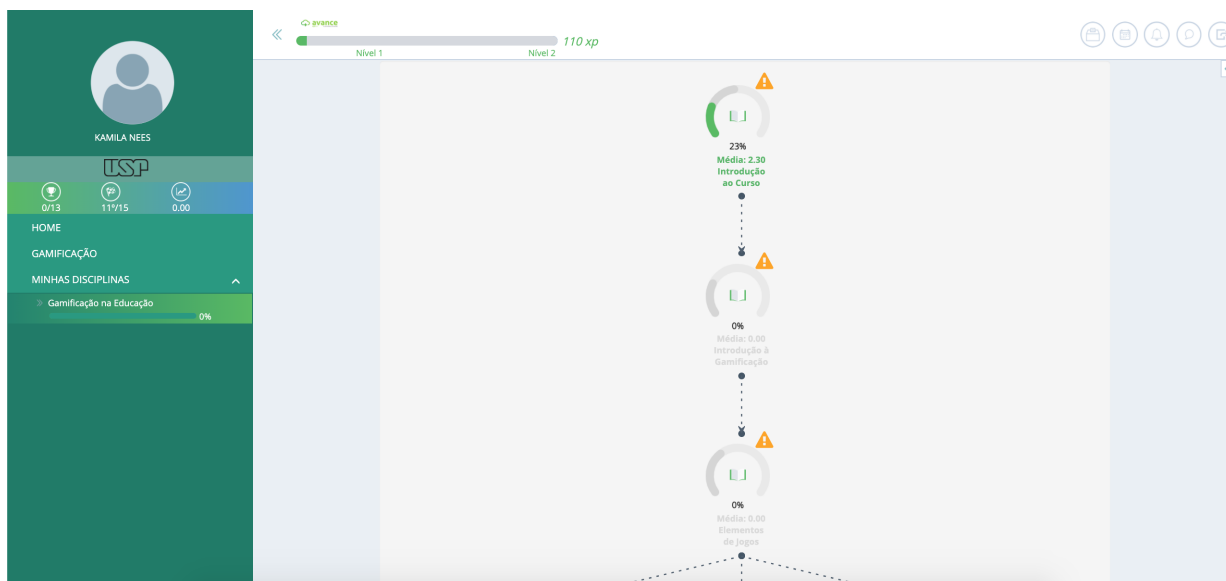 avance
110 xp
Nível 1
Nível 2
KAMILA NEES
USP
0/13
11º/15
0.00
HOME
GAMIFICAÇÃO
MINHAS DISCIPLINAS
Gamificação na Educação
0%
23%
Média: 2.30
Introdução
ao Curso
0%
Média: 0.00
Introdução à
Gamificação
0%
Média: 0.00
Elementos
de Jogos